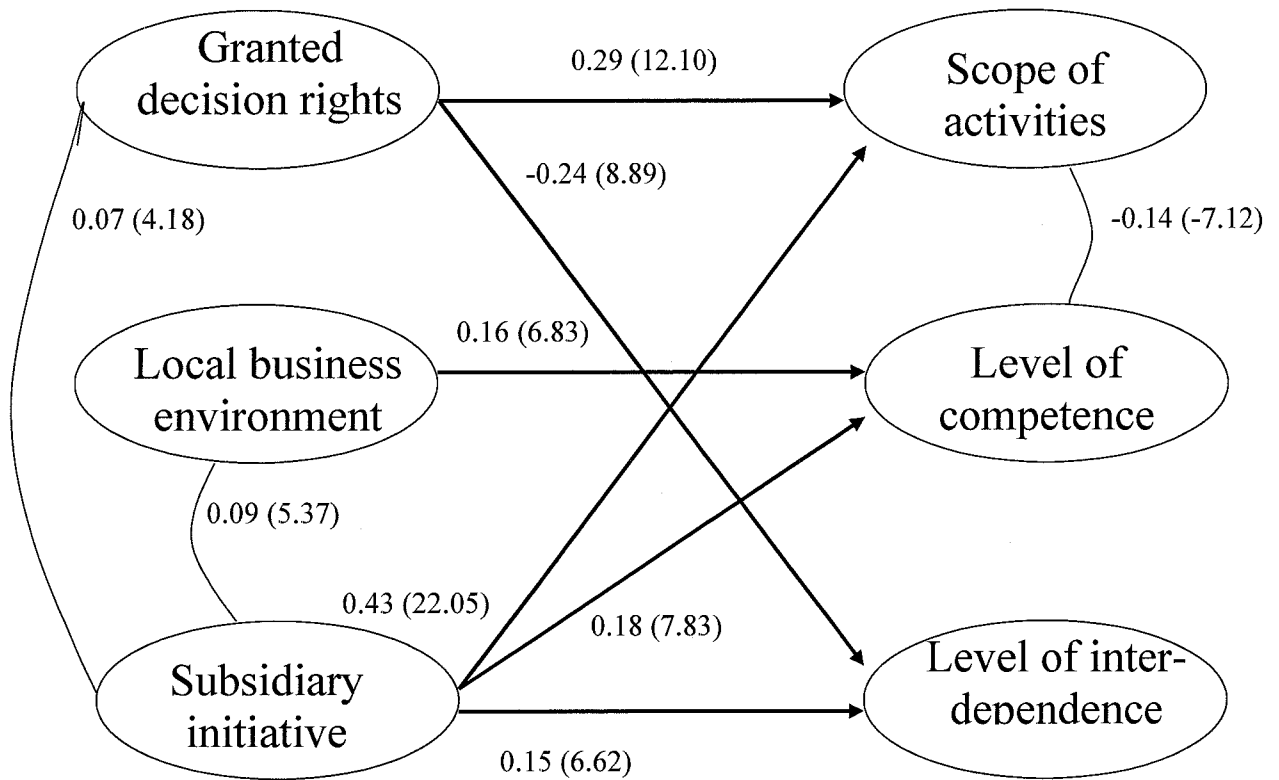 Granted
decision rights
0.29 (12.10)
Scope of
activities
-0.24 (8.89)
0.07 (4.18)
-0.14 (-7.12)
0.16 (6.83)
Local business
environment
Level of
competence
0.09 (5.37)
0.43 (22.05)
0.18 (7.83)
Subsidiary
initiative
Level of inter-
dependence
0.15 (6.62)